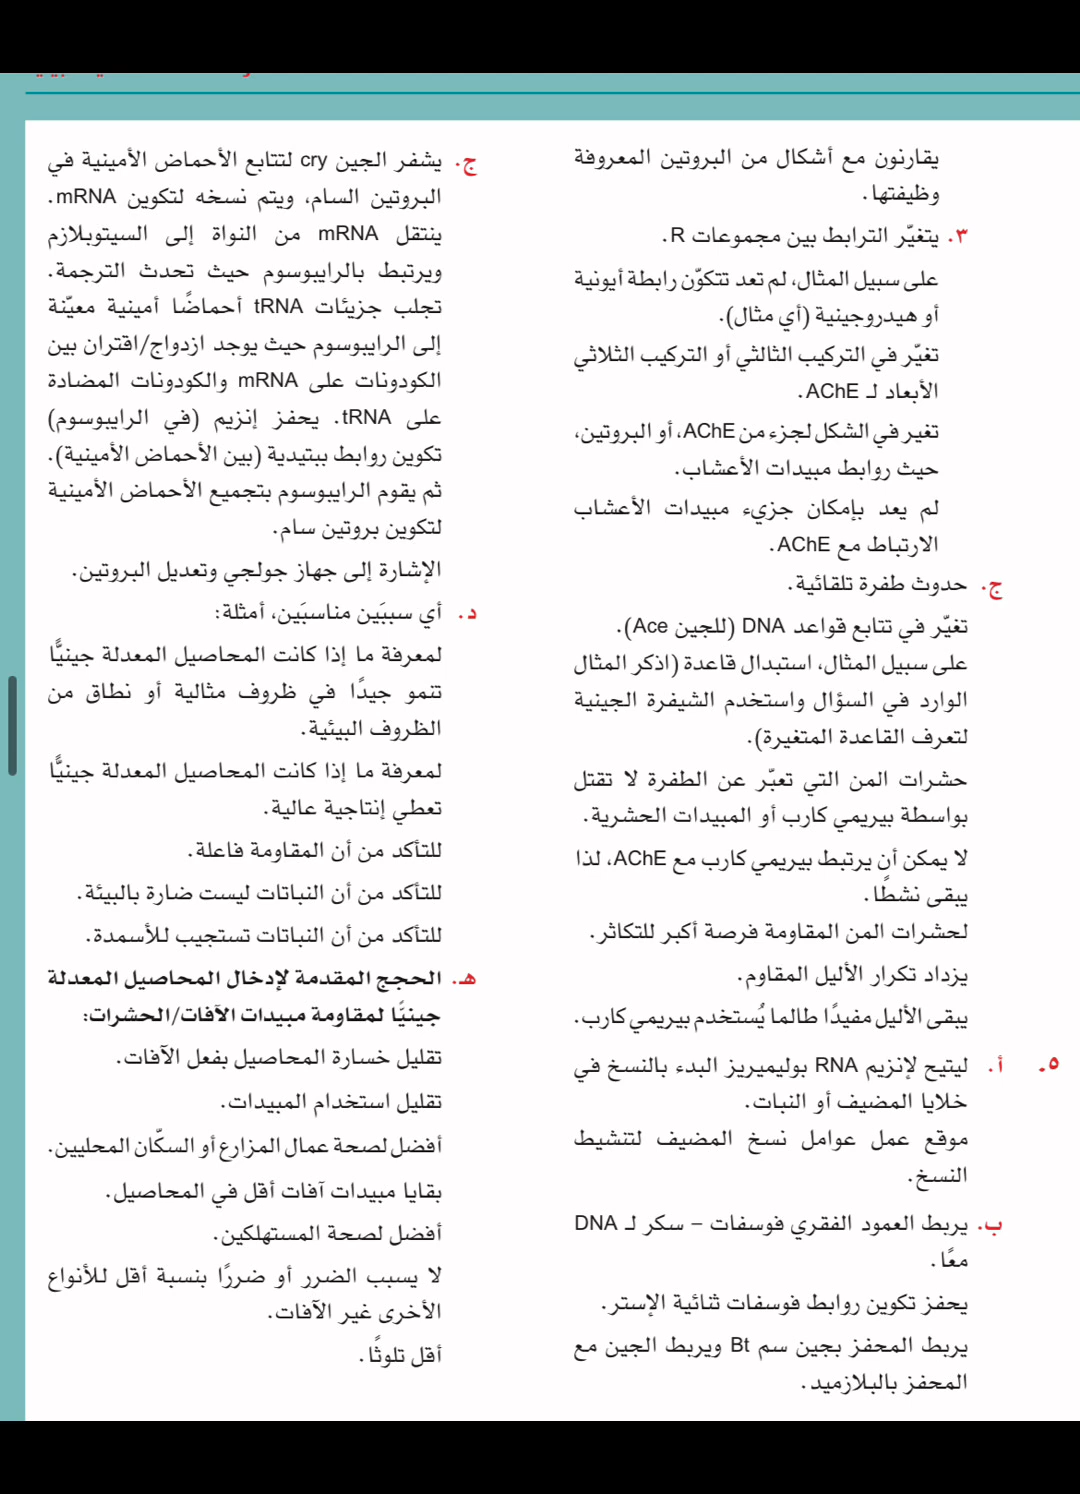 يقارنون مع أشكال من البروتين المعروفة
وظيفتها.
٣. يتغيّر الترابط بين مجموعات R.
على سبيل المثال، لم تعد تتكوّن رابطة أيونية
أو هيدروجينية (أي مثال).
تغيّر في التركيب الثالثي أو التركيب الثلاثي
الأبعاد لـ AChE.
تغير في الشكل لجزء من AChE، أو البروتين،
حيث روابط مبيدات الأعشاب.
لم يعد بإمكان جزيء مبيدات الأعشاب
الارتباط مع AChE.
ج. حدوث طفرة تلقائية.
تغيّر في تتابع قواعد DNA (للجين Ace).
على سبيل المثال، استبدال قاعدة (اذكر المثال
الوارد في السؤال واستخدم الشيفرة الجينية
لتعرف القاعدة المتغيرة).
حشرات المن التي تعبّر عن الطفرة لا تقتل
بواسطة بيريمي كارب أو المبيدات الحشرية.
لا يمكن أن يرتبط بيريمي كارب مع AChE، لذا
يبقى نشطًا.
لحشرات المن المقاومة فرصة أكبر للتكاثر.
يزداد تكرار الأليل المقاوم.
يبقى الأليل مفيدًا طالما يُستخدم بيريمي كارب.
٥. أ. ليتيح لإنزيم RNA بوليميريز البدء بالنسخ في
خلايا المضيف أو النبات.
موقع عمل عوامل نسخ المضيف لتنشيط
النسخ.
ب. يربط العمود الفقري فوسفات – سكر لـ DNA
معًا.
يحفز تكوين روابط فوسفات ثنائية الإستر.
يربط المحفز بجين سم Bt ويربط الجين مع
المحفز بالبلازميد.
ج. يشفر الجين cry لتتابع الأحماض الأمينية في
البروتين السام، ويتم نسخه لتكوين mRNA.
ينتقل mRNA من النواة إلى السيتوبلازم
ويرتبط بالرايبوسوم حيث تحدث الترجمة.
تجلب جزيئات tRNA أحماضًا أمينية معيّنة
إلى الرايبوسوم حيث يوجد ازدواج/اقتران بين
الكودونات على mRNA والكودونات المضادة
على tRNA. يحفز إنزيم (في الرايبوسوم)
تكوين روابط ببتيدية (بين الأحماض الأمينية).
ثم يقوم الرايبوسوم بتجميع الأحماض الأمينية
لتكوين بروتين سام.
الإشارة إلى جهاز جولجي وتعديل البروتين.
د. أي سببَين مناسبَين، أمثلة:
لمعرفة ما إذا كانت المحاصيل المعدلة جينيًّا
تنمو جيدًا في ظروف مثالية أو نطاق من
الظروف البيئية.
لمعرفة ما إذا كانت المحاصيل المعدلة جينيًّا
تعطي إنتاجية عالية.
للتأكد من أن المقاومة فاعلة.
للتأكد من أن النباتات ليست ضارة بالبيئة.
للتأكد من أن النباتات تستجيب للأسمدة.
هـ. الحجج المقدمة لإدخال المحاصيل المعدلة
جينيًّا لمقاومة مبيدات الآفات/الحشرات:
تقليل خسارة المحاصيل بفعل الآفات.
تقليل استخدام المبيدات.
أفضل لصحة عمال المزارع أو السكّان المحليين.
بقايا مبيدات آفات أقل في المحاصيل.
أفضل لصحة المستهلكين.
لا يسبب الضرر أو ضررًا بنسبة أقل للأنواع
الأخرى غير الآفات.
أقل تلوثًا.